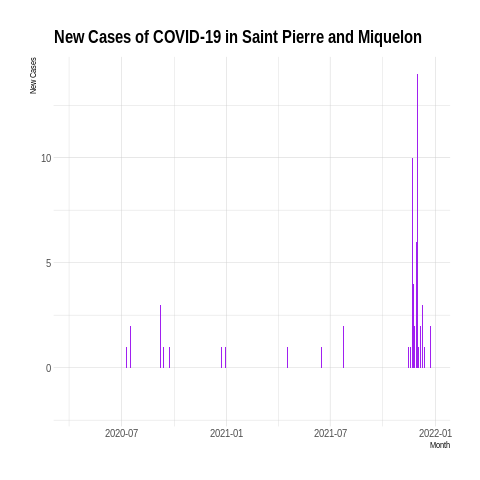 New Cases of COVID-19 in Saint Pierre and Miquelon
New Cases
10
5
0
2020-07 2021-01 2021-07 2022-01
Month